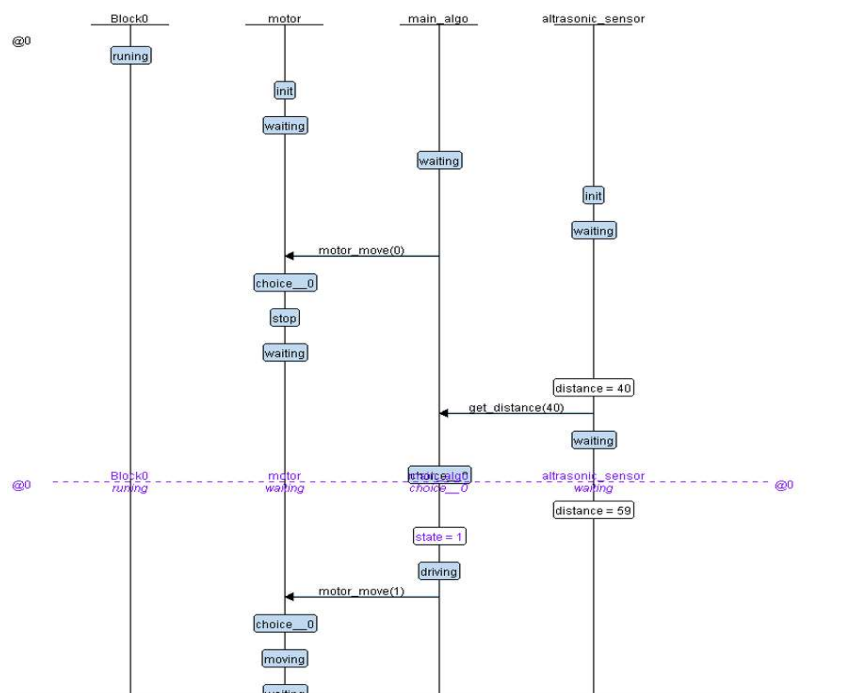 Block0 motor main_algo altrasonic_sensor
@0
runing
init
waiting
waiting
init
waiting
motor_move(0)
choice__0
stop
waiting
distance = 40
get_distance(40)
waiting
Block0 motor altrasonic_sensor
@0 runing waiting choice__0 waiting @0
distance = 59
state = 1
driving
motor_move(1)
choice__0
moving
waiting